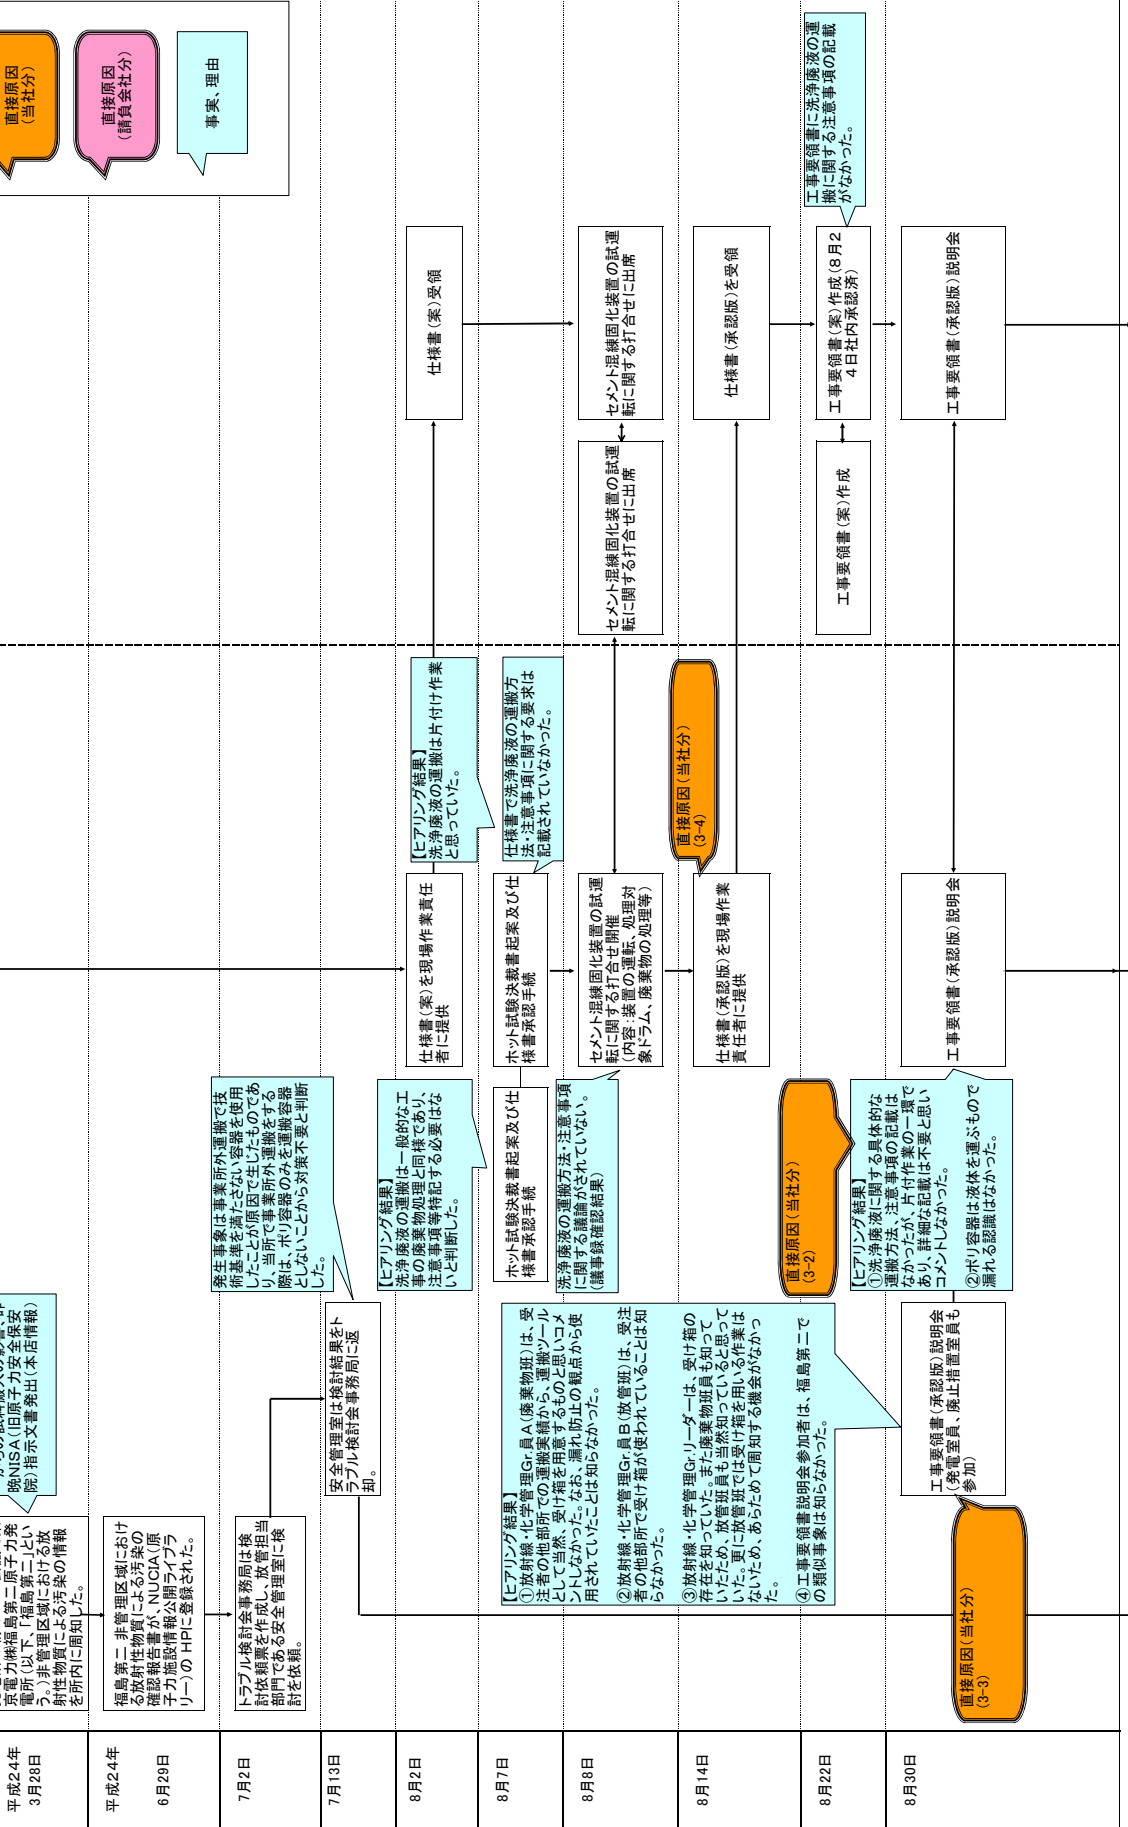 直接原因
(当社分)
直接原因
(請負会社分)
事実、理由
平成24年
3月28日
京電力㈱福島第二原子力発
電所(以下、「福島第二」とい
う。)非管理区域における放
射性物質による汚染の情報
を所内に周知した。
晩NISA(旧原子力安全保安
院)指示文書発出(本店情報)
平成24年
6月29日
福島第二 非管理区域におけ
る放射性物質による汚染の
確認報告書が、NUCIA(原
子力施設情報公開ライブラ
リー)の HPに登録された。
7月2日
トラブル検討会事務局は検
討依頼票を作成し、放管担当
部門である安全管理室に検
討を依頼。
7月13日
安全管理室は検討結果をト
ラブル検討会事務局に返
却。
発生事象は事業所外運搬で技
術基準を満たさない容器を使用
したことが原因で生じたものであ
り、当所で事業所外運搬をする
際は、ポリ容器のみを運搬容器
としないことから対策不要と判断
した。
8月2日
仕様書(案)を現場作業責任
者に提供
【ヒアリング結果】
洗浄廃液の運搬は片付け作業
と思っていた。
仕様書(案)受領
8月7日
【ヒアリング結果】
洗浄廃液の運搬は一般的な工
事の廃棄物処理と同様であり、
注意事項等特記する必要はな
いと判断した。
ホット試験決裁書起案及び仕
様書承認手続
ホット試験決裁書起案及び仕
様書承認手続
仕様書で洗浄廃液の運搬方
法・注意事項に関する要求は
記載されていなかった。
8月8日
洗浄廃液の運搬方法・注意事項
に関する議論がされていない。
(議事録確認結果)
セメント混練固化装置の試運
転に関する打合せ開催
(内容:装置の運転、処理対
象ドラム、廃棄物の処理等)
セメント混練固化装置の試運
転に関する打合せに出席
セメント混練固化装置の試運
転に関する打合せに出席
8月14日
直接原因(当社分)
(3-4)
仕様書(承認版)を現場作業
責任者に提供
仕様書(承認版)を受領
8月22日
工事要領書(案)作成
工事要領書(案)作成(8月2
4日社内承認済)
工事要領書に洗浄廃液の運
搬に関する注意事項の記載
がなかった。
8月30日
【ヒアリング結果】
①放射線・化学管理Gr.員A(廃棄物班)は、受
注者の他部所での運搬実績から、運搬ツール
として当然、受け箱を用意するものと思いコメ
ントしなかった。なお、漏れ防止の観点から使
用されていたことは知らなかった。
②放射線・化学管理Gr.員B(放管班)は、受注
者の他部所で受け箱が使われていることは知
らなかった。
③放射線・化学管理Gr.リーダーは、受け箱の
存在を知っていた。また廃棄物班員も知って
いたため、放管班員も当然知っていると思って
いた。更に放管班では受け箱を用いる作業は
ないため、あらためて周知する機会がなかっ
た。
④工事要領書説明会参加者は、福島第二で
の類似事象は知らなかった。
直接原因(当社分)
(3-3)
工事要領書(承認版)説明会
(発電室員、廃止措置室員も
参加)
直接原因(当社分)
(3-2)
【ヒアリング結果】
①洗浄廃液に関する具体的な
運搬方法、注意事項の記載は
なかったが、片付作業の一環で
あり、詳細な記載は不要と思い
コメントしなかった。
②ポリ容器は液体を運ぶもので
漏れる認識はなかった。
工事要領書(承認版)説明会
工事要領書(承認版)説明会